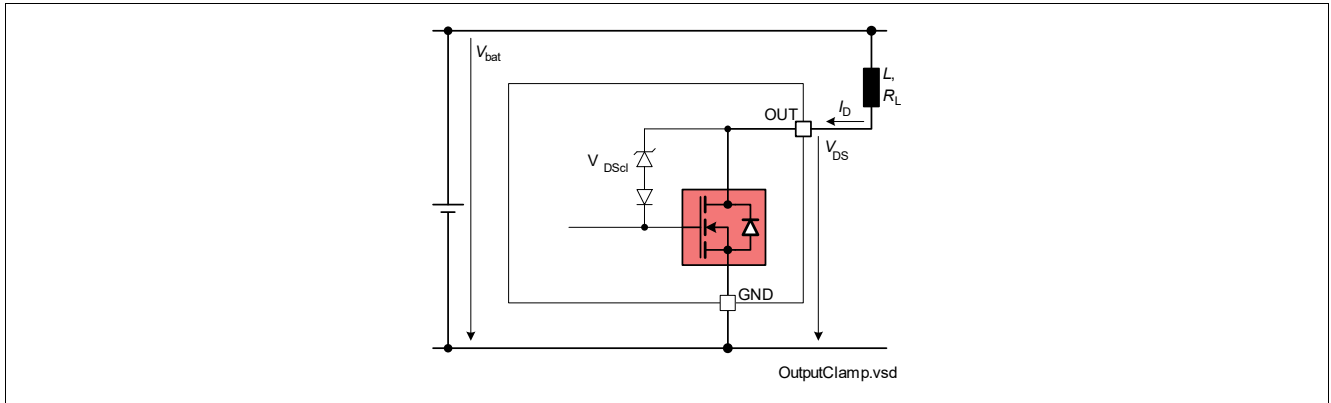 Vbat
L,
RL
OUT
ID
VDS
V DScl
GND
OutputClamp.vsd